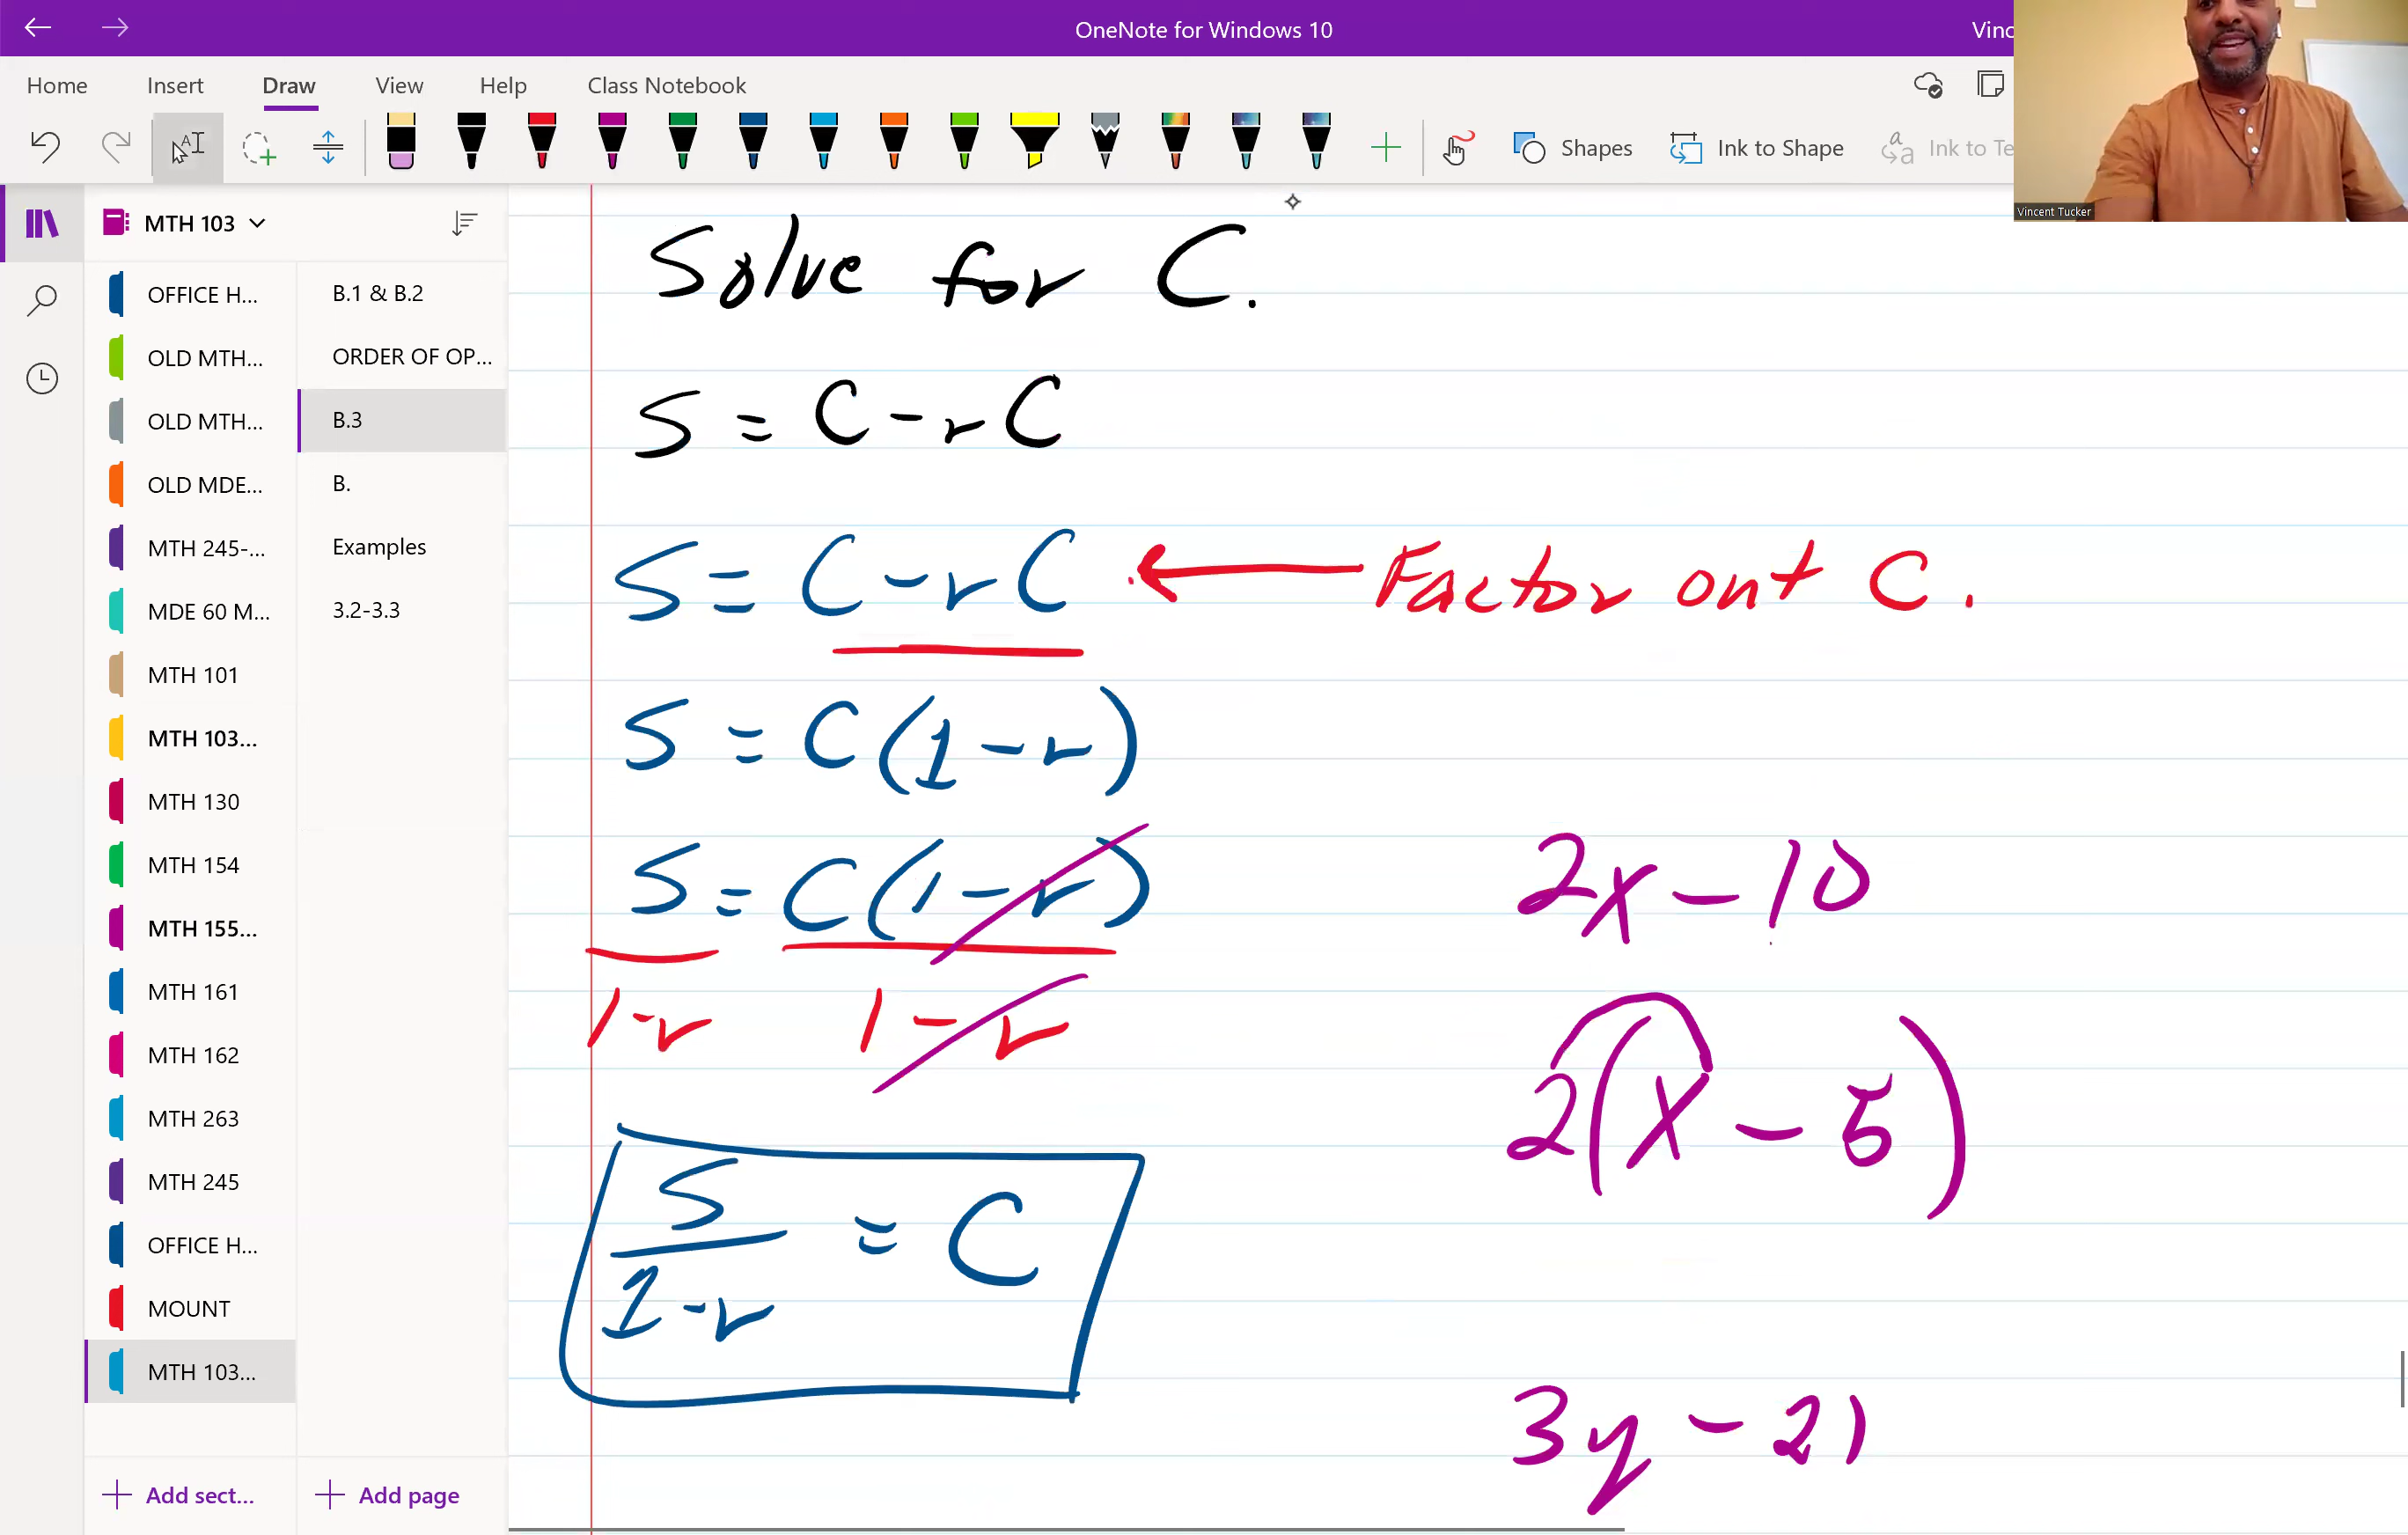 OneNote for Windows 10
Vinc
Home Insert Draw View Help Class Notebook
Shapes Ink to Shape Ink to Te
Vincent Tucker
MTH 103
OFFICE H...
OLD MTH...
OLD MTH...
OLD MDE...
MTH 245-...
MDE 60 M...
MTH 101
MTH 103...
MTH 130
MTH 154
MTH 155...
MTH 161
MTH 162
MTH 263
MTH 245
OFFICE H...
MOUNT
MTH 103...
Add sect...
B.1 & B.2
ORDER OF OP...
B.3
B.
Examples
3.2-3.3
Add page
Solve for C.
S = C - rC
S = C - rC ← Factor out C.
S = C(1 - r)
S = C(1 - r)
1-r 1-r
S
1-r
= C
2x - 10
2(x - 5)
3y - 21